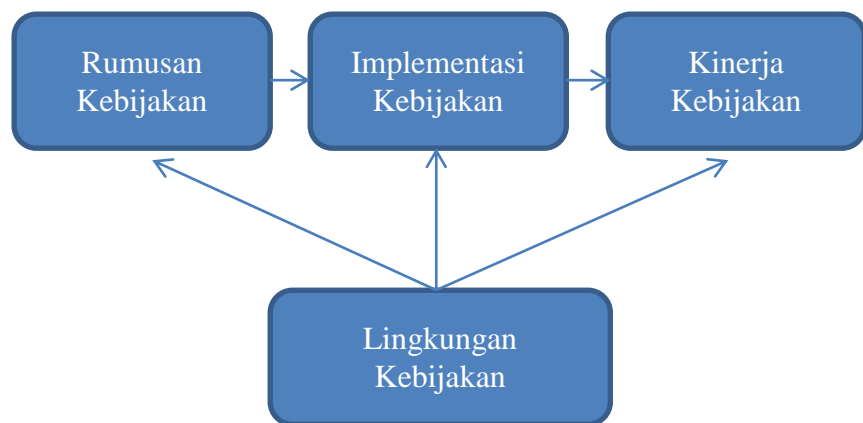 Rumusan
Kebijakan
Implementasi
Kebijakan
Kinerja
Kebijakan
Lingkungan
Kebijakan